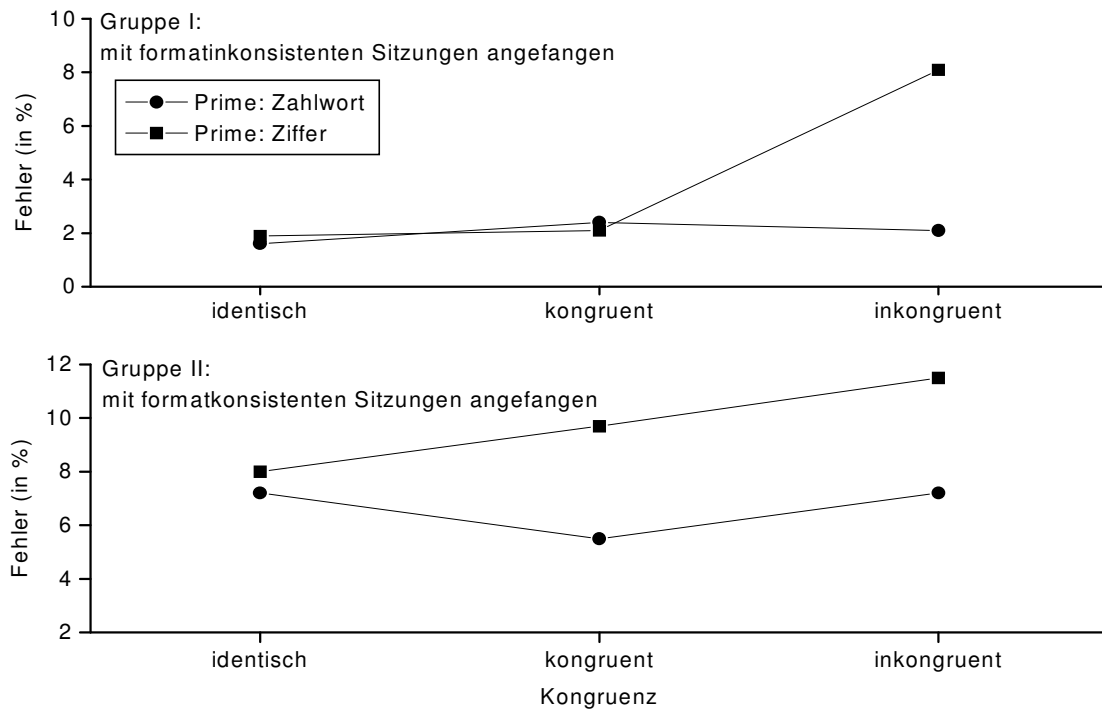 10
8
6
4
2
0
Fehler (in %)
Gruppe I:
mit formatinkonsistenten Sitzungen angefangen
Prime: Zahlwort
Prime: Ziffer
identisch
kongruent
inkongruent
12
10
8
6
4
2
Fehler (in %)
Gruppe II:
mit formatkonsistenten Sitzungen angefangen
identisch
kongruent
inkongruent
Kongruenz